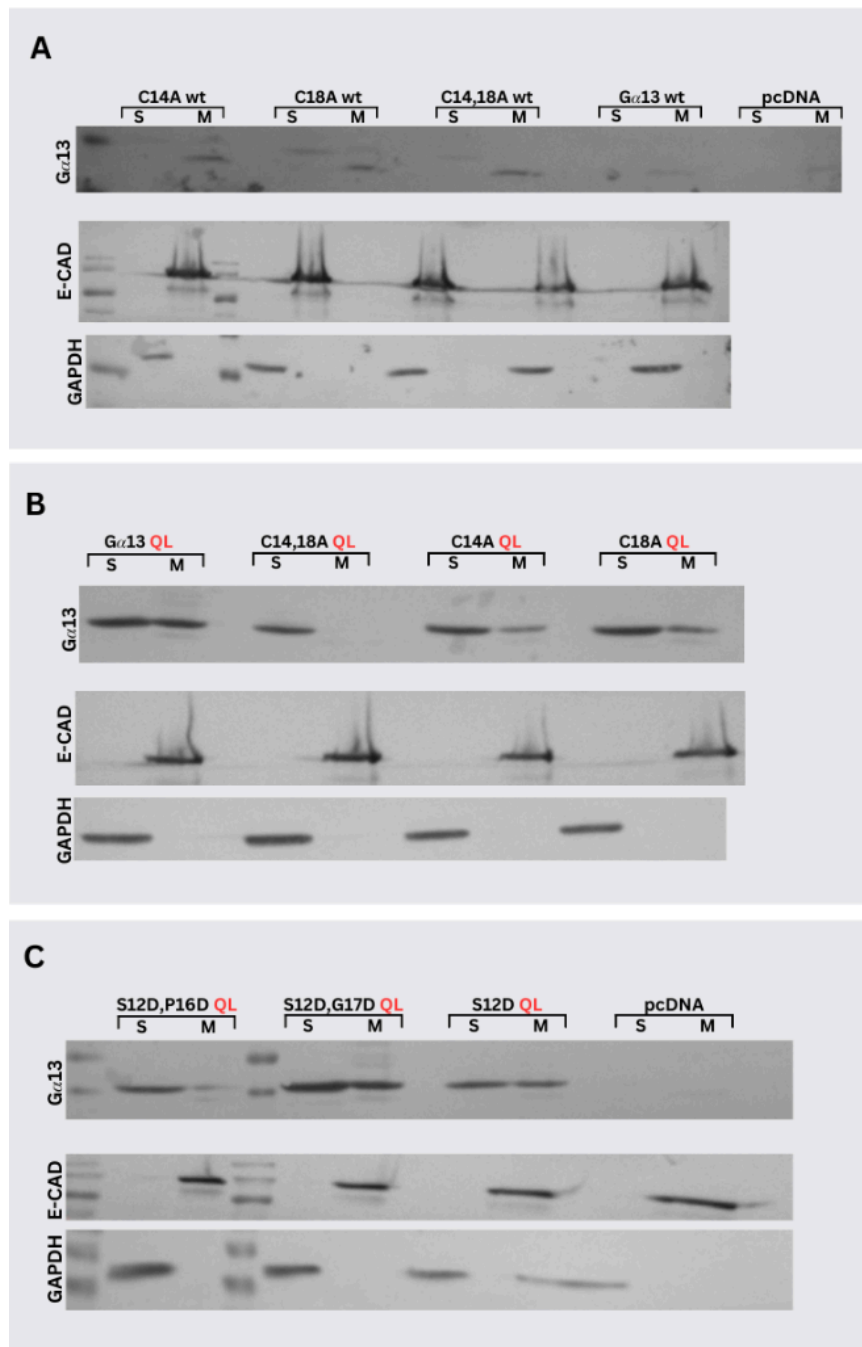 A
C14A wt C18A wt C14,18A wt Gα13 wt pcDNA
S M S M S M S M S M
Gα13
E-CAD
GAPDH
B
Gα13 QL C14,18A QL C14A QL C18A QL
S M S M S M S M
Gα13
E-CAD
GAPDH
C
S12D,P16D QL S12D,G17D QL S12D QL pcDNA
S M S M S M S M
Gα13
E-CAD
GAPDH